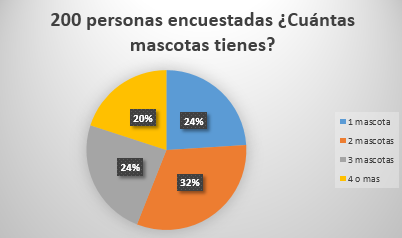 200 personas encuestadas ¿Cuántas
mascotas tienes?
20%
24%
24%
32%
1 mascota
2 mascotas
3 mascotas
4 o mas